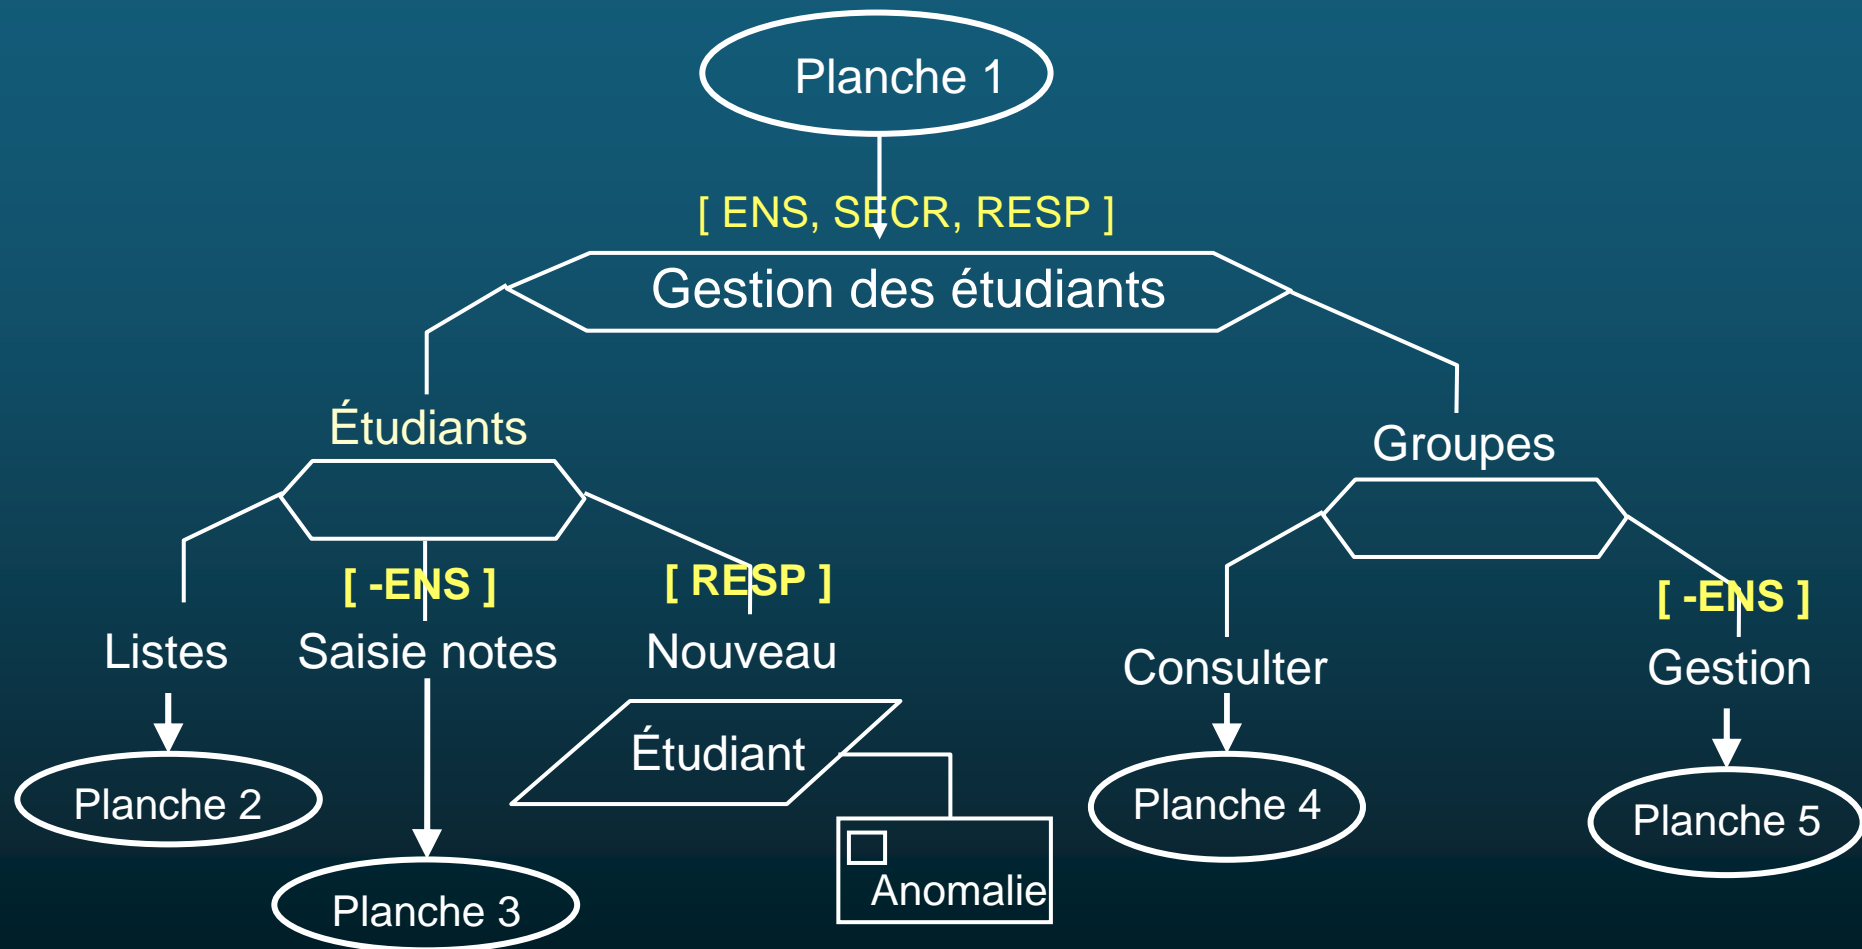 Planche 1
[ ENS, SECR, RESP ]
Gestion des étudiants
Étudiants
Groupes
[ -ENS ]
[ RESP ]
[ -ENS ]
Listes
Saisie notes
Nouveau
Consulter
Gestion
Étudiant
Planche 2
Planche 4
Planche 5
Anomalie
Planche 3